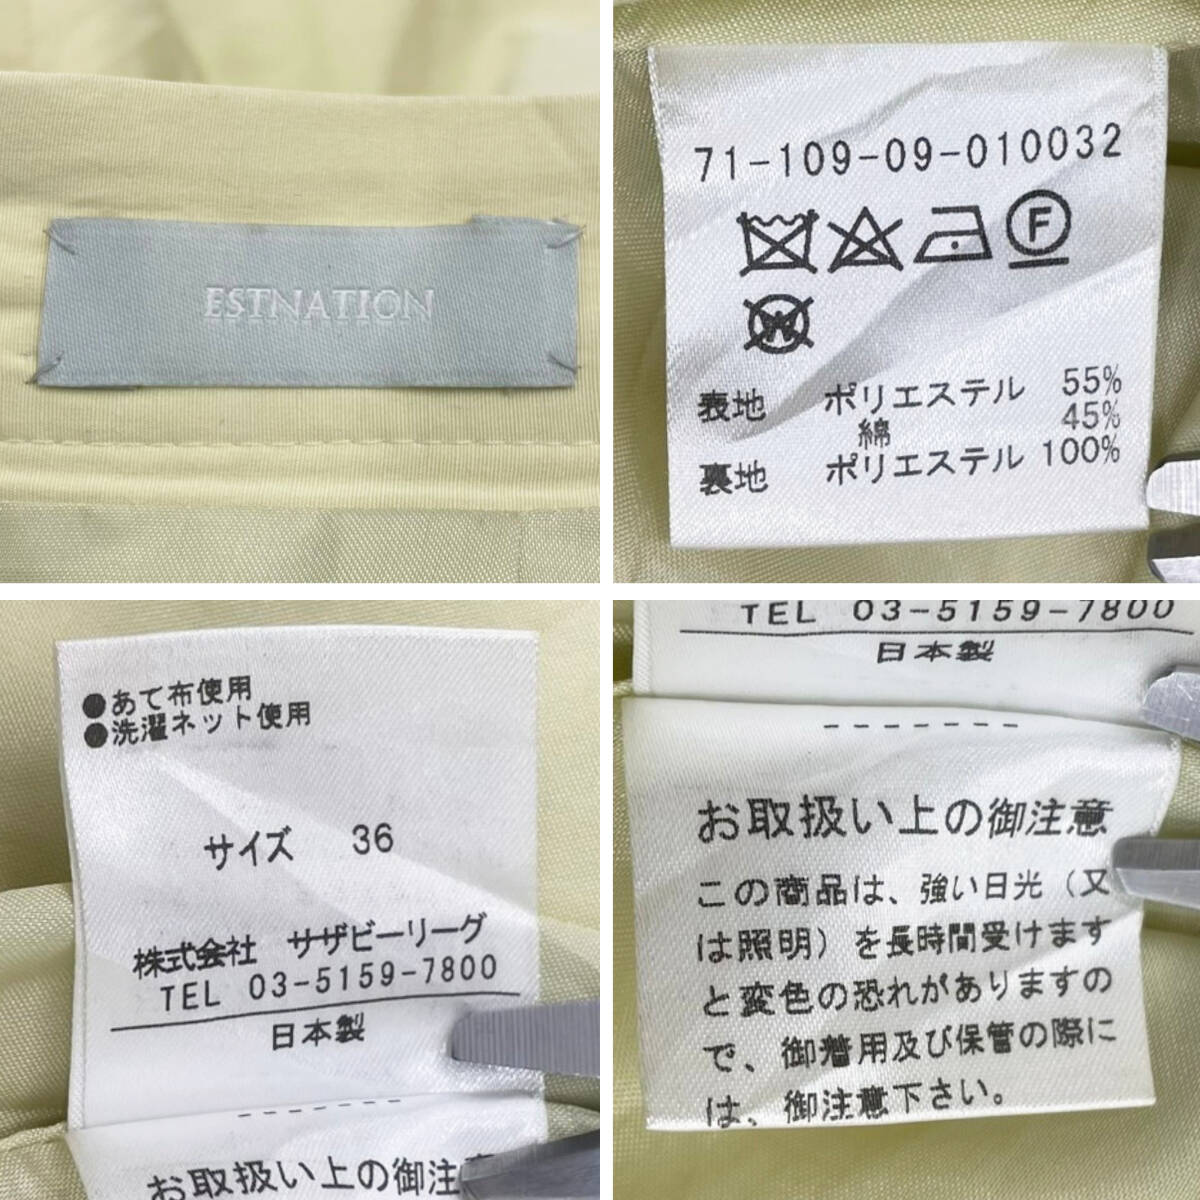 ESTNATION
71-109-09-010032
F
W
表地 ポリエステル 55%
綿 45%
裏地 ポリエステル 100%
●あて布使用
●洗濯ネット使用
サイズ 36
株式会社 サザビーリーグ
TEL 03-5159-7800
日本製
お取扱い上の御注意
TEL 03-5159-7800
日本製
お取扱い上の御注意
この商品は、強い日光（又
は照明）を長時間受けます
と変色の恐れがありますの
で、御着用及び保管の際に
は、御注意下さい。